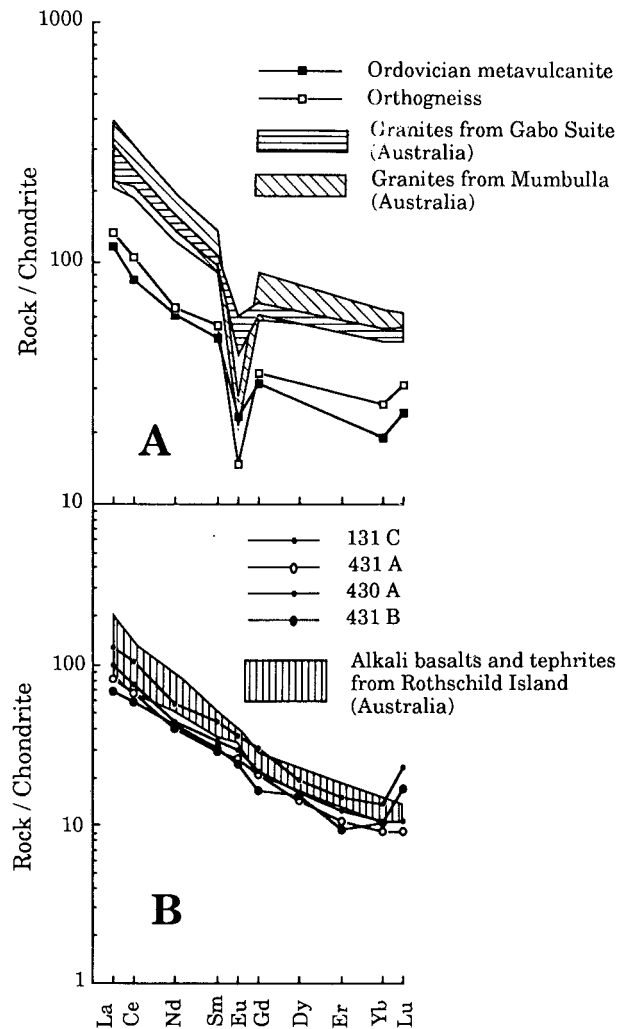 1000
Ordovician metavulcanite
Orthogneiss
Granites from Gabo Suite
(Australia)
Granites from Mumbulla
(Australia)
100
Rock / Chondrite
A
10
131 C
431 A
430 A
431 B
100
Alkali basalts and tephrites
from Rothschild Island
(Australia)
Rock / Chondrite
10
B
1
La
Ce
Nd
Sm
Eu
Gd
Dy
Er
Yb
Lu